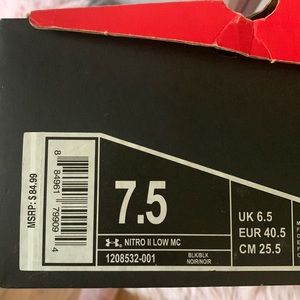 MSRP: $ 84.99
8 84961 79909 4
7.5
NITRO II LOW MC
1208532-001
BLK/BLK
NOIR/NOIR
UK 6.5
EUR 40.5
CM 25.5